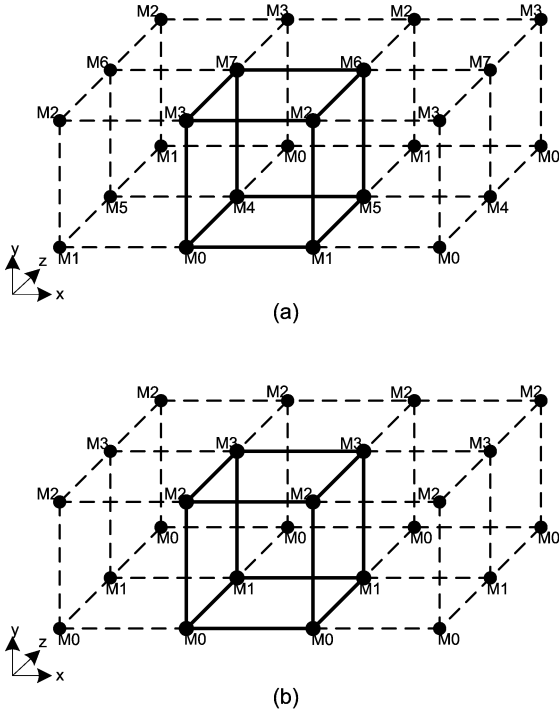 M2 M3 M2 M3
M6 M7 M6 M7
M2 M3 M2 M3
M1 M0 M1 M0
M5 M4 M5 M4
M1 M0 M1 M0
y
z
x
(a)
M2 M2 M2 M2
M3 M3 M3 M3
M2 M2 M2 M2
M0 M0 M0 M0
M1 M1 M1 M1
M0 M0 M0 M0
y
z
x
(b)